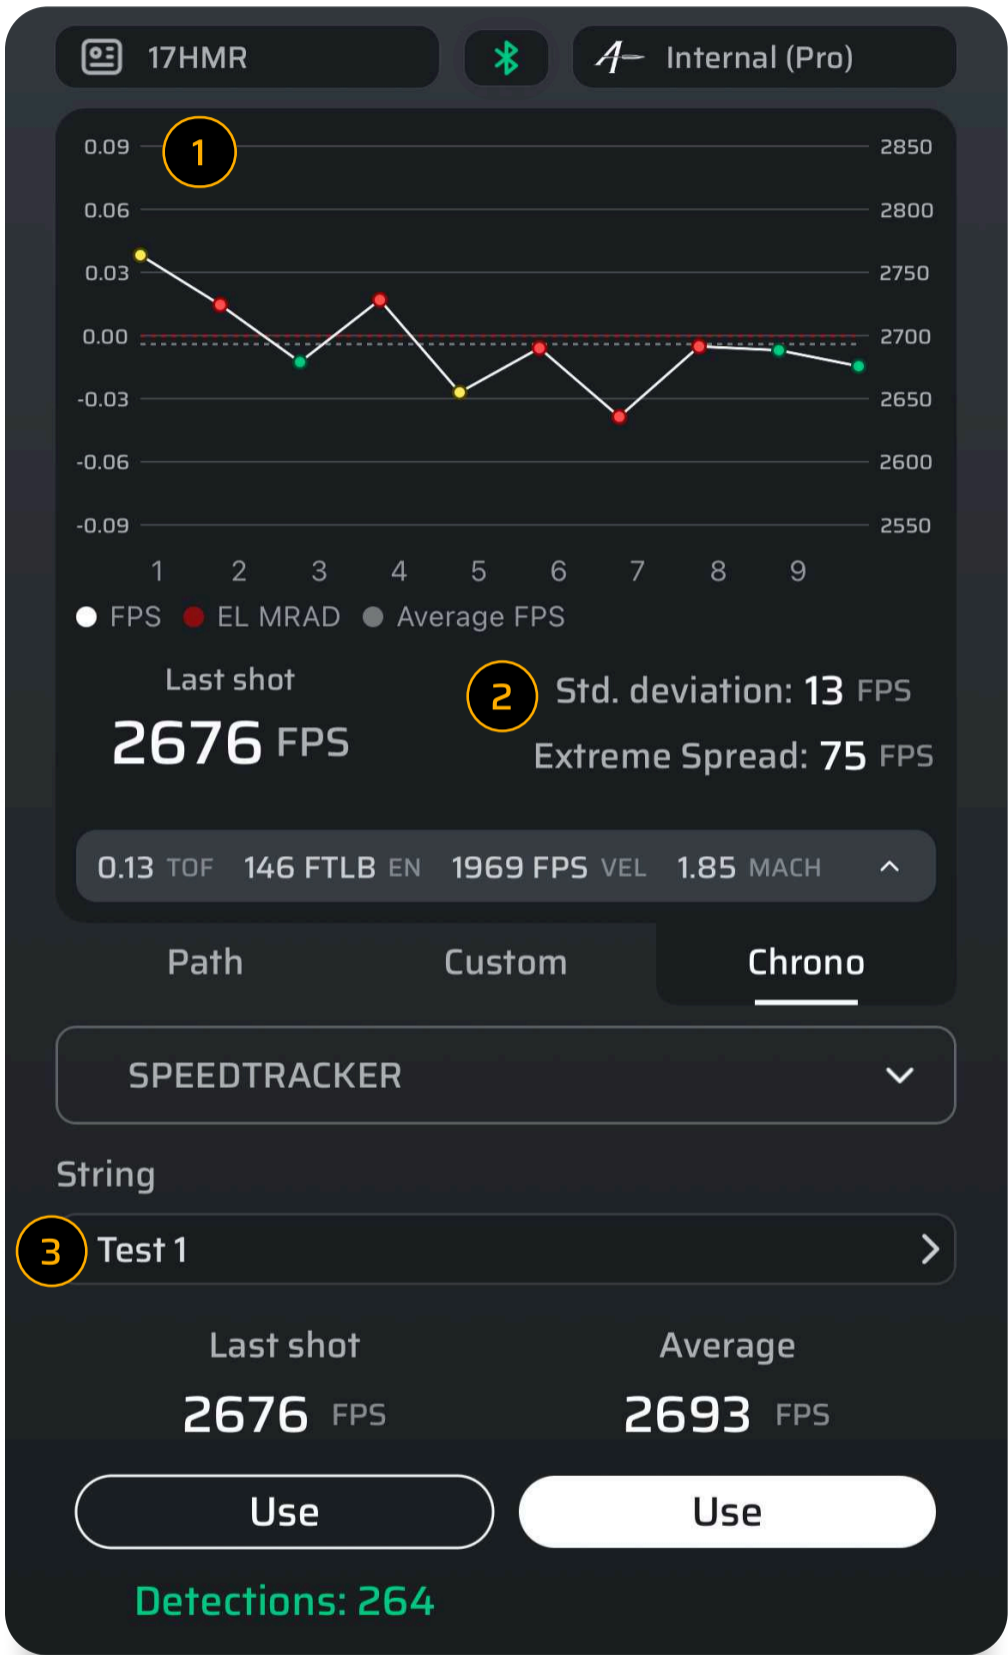 17HMR
Internal (Pro)
1
0.09 2850
0.06 2800
0.03 2750
0.00 2700
-0.03 2650
-0.06 2600
-0.09 2550
1 2 3 4 5 6 7 8 9
FPS EL MRAD Average FPS
Last shot
2676 FPS
2
Std. deviation: 13 FPS
Extreme Spread: 75 FPS
0.13 TOF 146 FTLB EN 1969 FPS VEL 1.85 MACH
Path Custom Chrono
SPEEDTRACKER
String
3
Test 1
Last shot Average
2676 FPS 2693 FPS
Use Use
Detections: 264